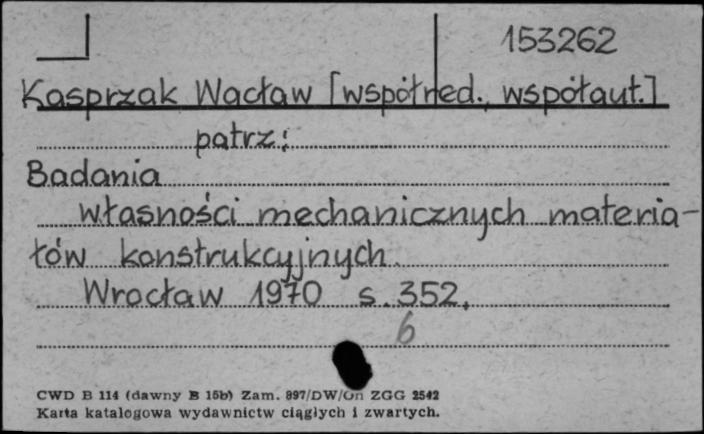 153262
Kasprzak Wacław [współred., współaut.]
patrz:
Badania
własności mechanicznych materia-
łów konstrukcyjnych.
Wrocław 1970 s. 352.
6
CWD B 114 (dawny B 15b) Zam. 897/DW/On ZGG 2542
Karta katalogowa wydawnictw ciągłych i zwartych.